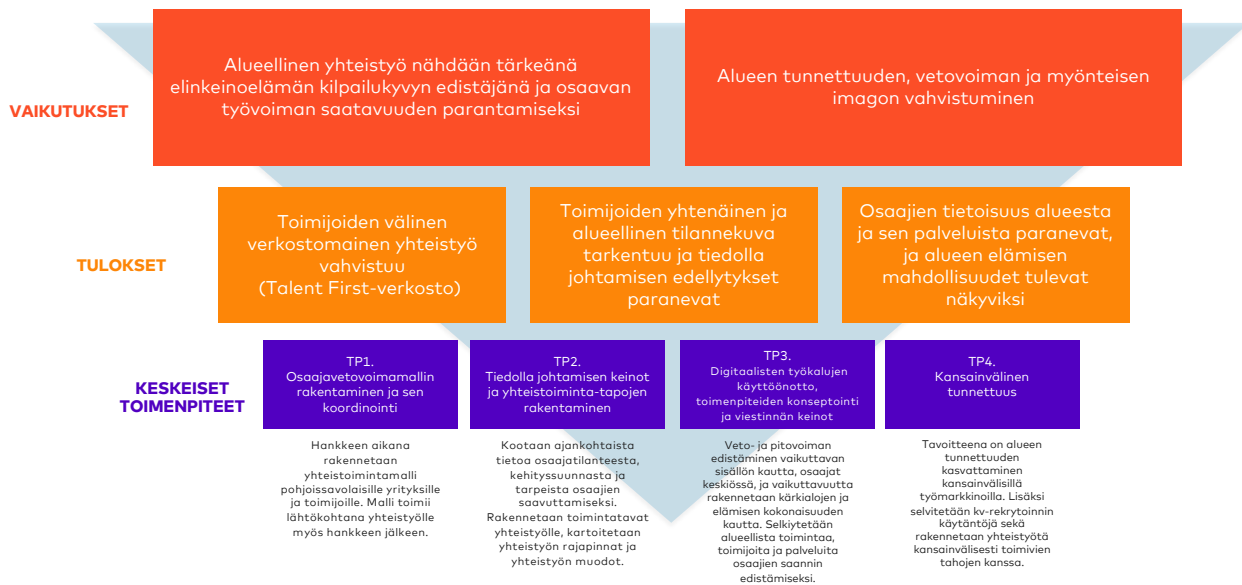 VAIKUTUKSET
Alueellinen yhteistyö nähdään tärkeänä
elinkeinoelämän kilpailukyvyn edistäjänä ja osaavan
työvoiman saatavuuden parantamiseksi
Alueen tunnettuuden, vetovoiman ja myönteisen
imagon vahvistuminen
TULOKSET
Toimijoiden välinen
verkostomainen yhteistyö
vahvistuu
(Talent First-verkosto)
Toimijoiden yhtenäinen ja
alueellinen tilannekuva
tarkentuu ja tiedolla
johtamisen edellytykset
paranevat
Osaajien tietoisuus alueesta
ja sen palveluista paranevat,
ja alueen elämisen
mahdollisuudet tulevat
näkyviksi
KESKEISET
TOIMENPITEET
TP1.
Osaajavetovoimamallin
rakentaminen ja sen
koordinointi
TP2.
Tiedolla johtamisen keinot
ja yhteistoiminta-tapojen
rakentaminen
TP3.
Digitaalisten työkalujen
käyttöönotto,
toimenpiteiden konseptointi
ja viestinnän keinot
TP4.
Kansainvälinen
tunnettuus
Hankkeen aikana
rakennetaan
yhteistoimintamalli
pohjoissavolaisille yrityksille
ja toimijoille. Malli toimii
lähtökohtana yhteistyölle
myös hankkeen jälkeen.
Kootaan ajankohtaista
tietoa osaajatilanteesta,
kehityssuunnasta ja
tarpeista osaajien
saavuttamiseksi.
Rakennetaan toimintatavat
yhteistyölle, kartoitetaan
yhteistyön rajapinnat ja
yhteistyön muodot.
Veto- ja pitovoiman
edistäminen vaikuttavan
sisällön kautta, osaajat
keskiössä, ja vaikuttavuutta
rakennetaan kärkialojen ja
elämisen kokonaisuuden
kautta. Selkiytetään
alueellista toimintaa,
toimijoita ja palveluita
osaajien saannin
edistämiseksi.
Tavoitteena on alueen
tunnettuuden
kasvattaminen
kansainvälisillä
työmarkkinoilla. Lisäksi
selvitetään kv-rekrytoinnin
käytäntöjä sekä
rakennetaan yhteistyötä
kansainvälisesti toimivien
tahojen kanssa.